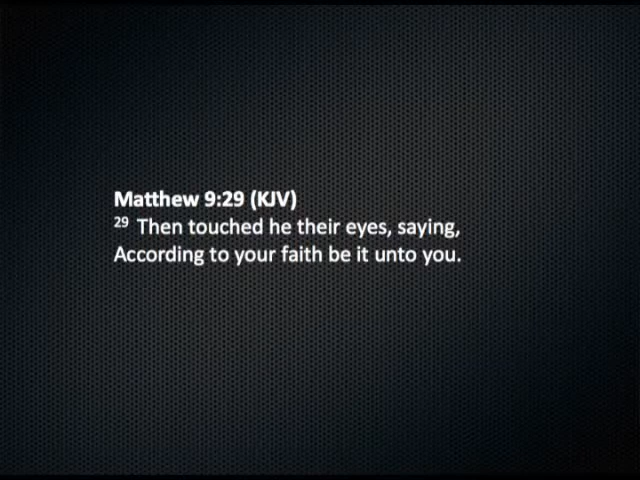 Matthew 9:29 (KJV)
29 Then touched he their eyes, saying,
According to your faith be it unto you.